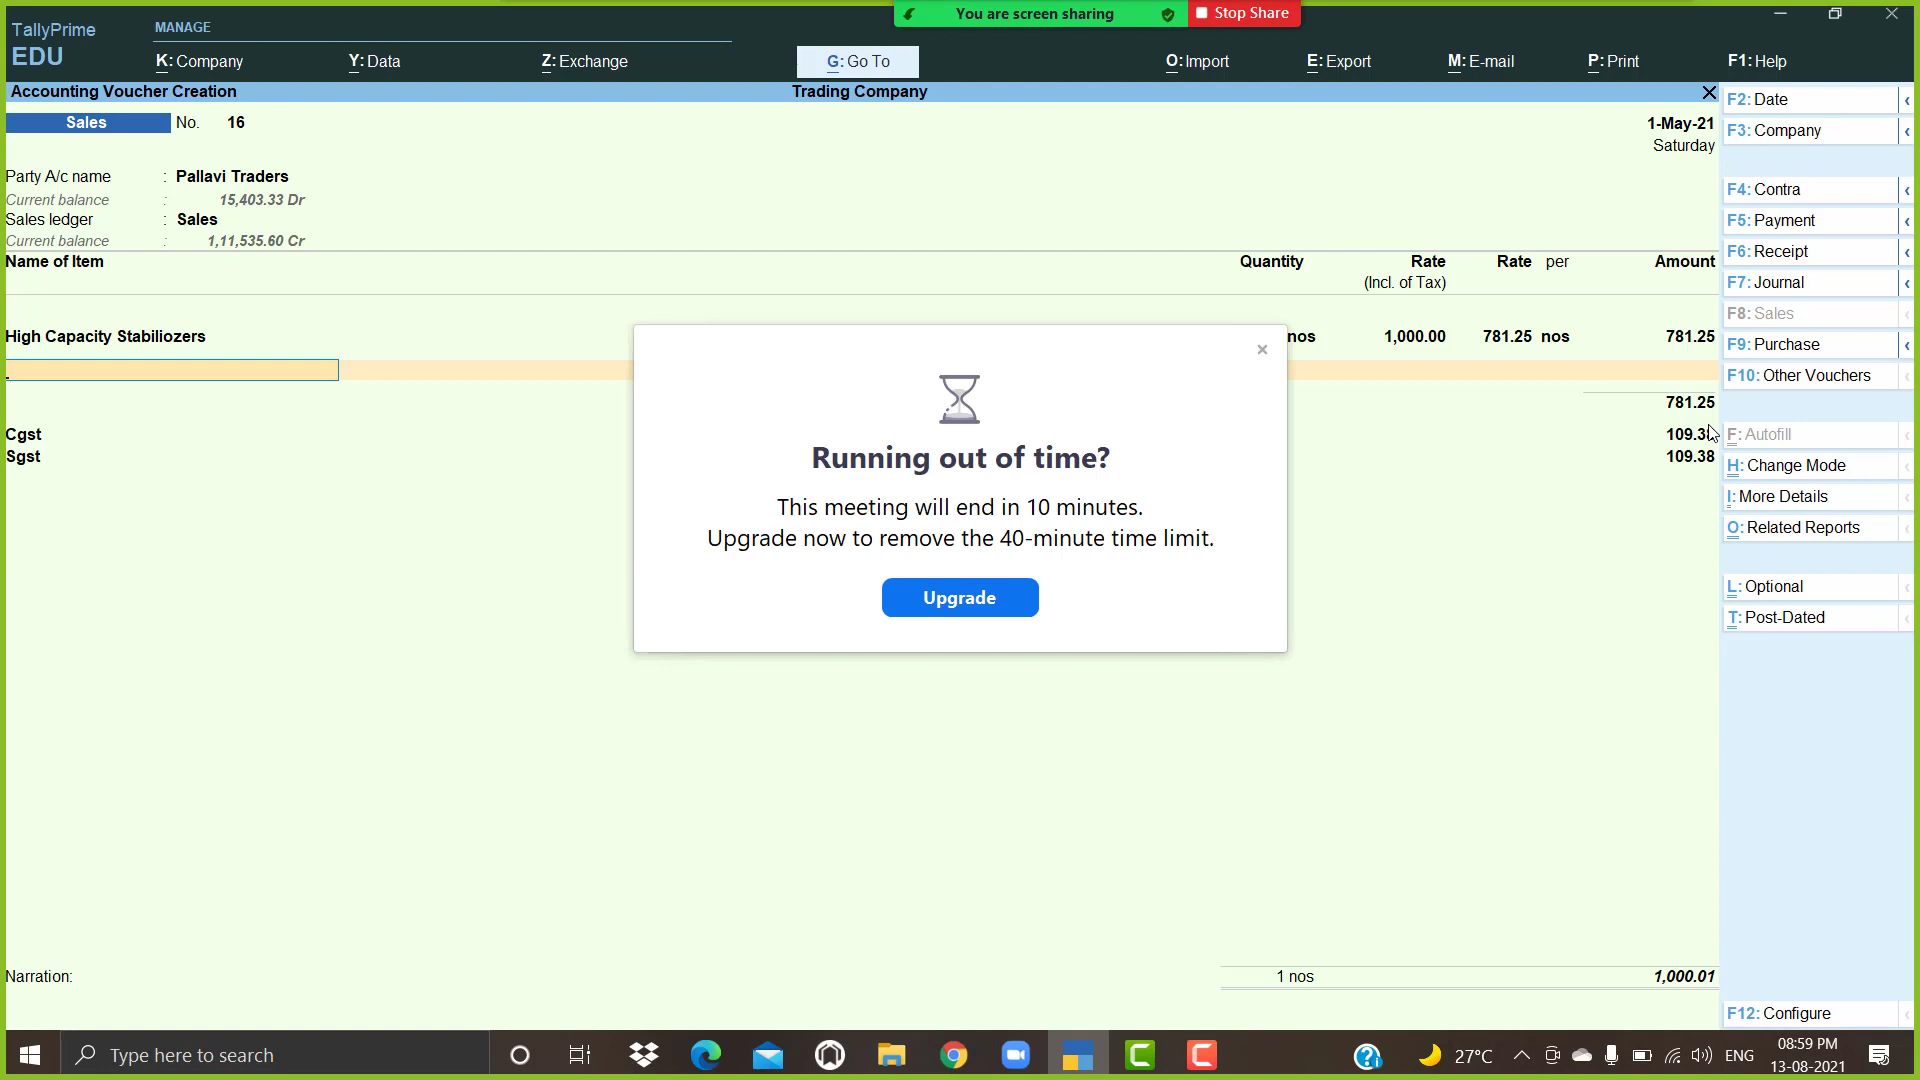 You are screen sharing
Stop Share
TallyPrime
EDU
MANAGE
K: Company
Y: Data
Z: Exchange
G: Go To
O: Import
E: Export
M: E-mail
P: Print
F1: Help
Accounting Voucher Creation
Trading Company
Sales No. 16
1-May-21
Saturday
Party A/c name : Pallavi Traders
Current balance : 15,403.33 Dr
Sales ledger : Sales
Current balance : 1,11,535.60 Cr
Name of Item Quantity Rate Rate per Amount
(Incl. of Tax)
High Capacity Stabiliozers nos 1,000.00 781.25 nos 781.25
781.25
Cgst
Sgst 109.38
Running out of time?
This meeting will end in 10 minutes.
Upgrade now to remove the 40-minute time limit.
Upgrade
Narration: 1 nos 1,000.01
F2: Date
F3: Company
F4: Contra
F5: Payment
F6: Receipt
F7: Journal
F8: Sales
F9: Purchase
F10: Other Vouchers
F: Autofill
H: Change Mode
I: More Details
O: Related Reports
L: Optional
T: Post-Dated
F12: Configure
Type here to search
27°C
ENG
08:59 PM
13-08-2021